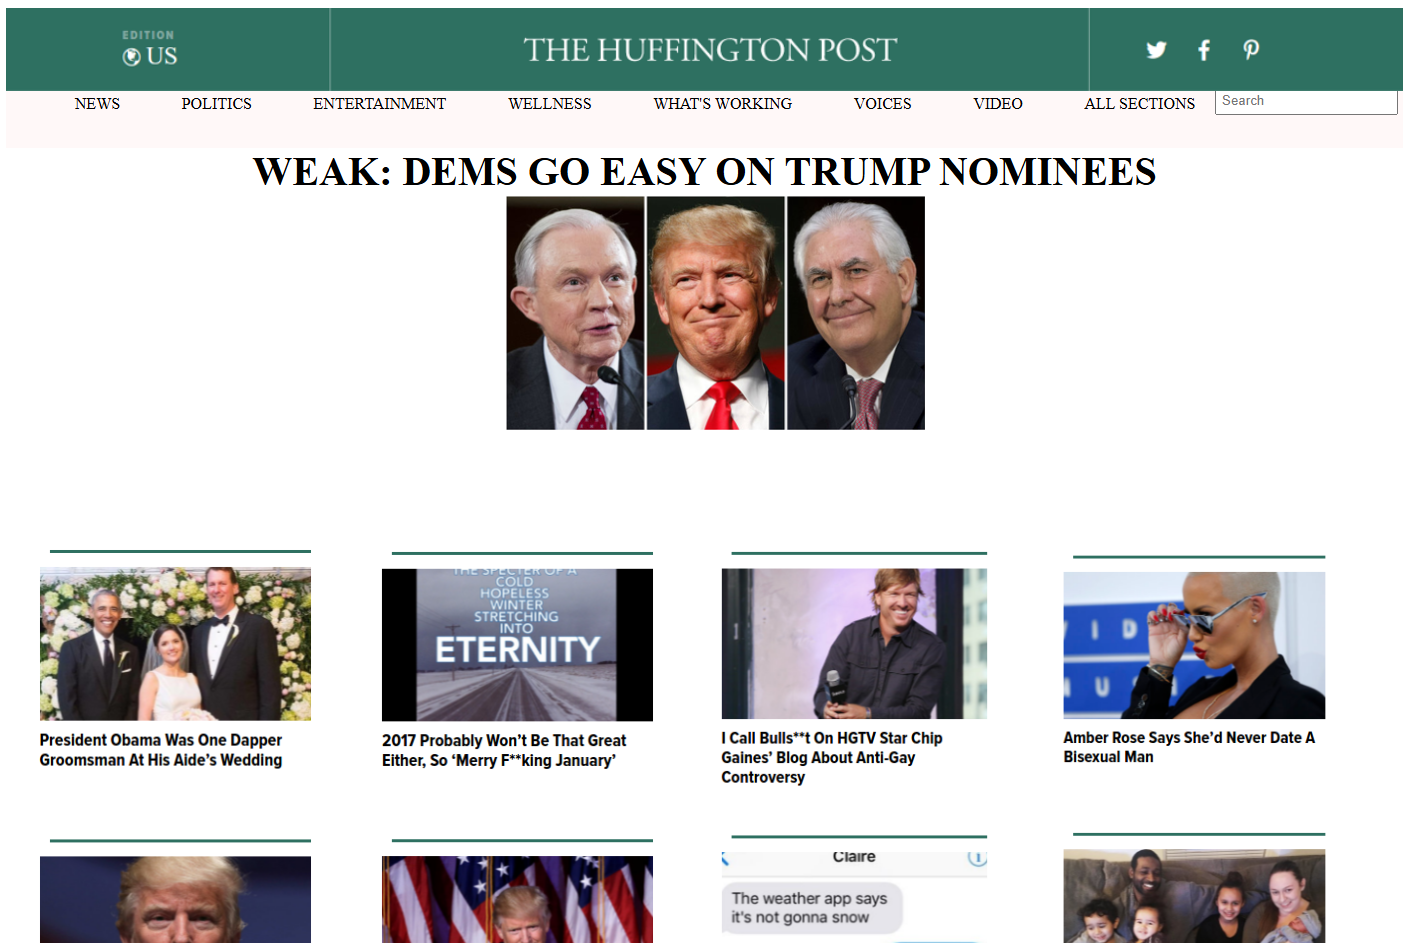 EDITION
US
THE HUFFINGTON POST
NEWS
POLITICS
ENTERTAINMENT
WELLNESS
WHAT'S WORKING
VOICES
VIDEO
ALL SECTIONS
Search
WEAK: DEMS GO EASY ON TRUMP NOMINEES
THE SPECTER OF A
COLD
HOPELESS
WINTER
STRETCHING
INTO
ETERNITY
VID
AU
President Obama Was One Dapper
Groomsman At His Aide’s Wedding
2017 Probably Won’t Be That Great
Either, So ‘Merry F**king January’
I Call Bulls**t On HGTV Star Chip
Gaines’ Blog About Anti-Gay
Controversy
Amber Rose Says She’d Never Date A
Bisexual Man
Claire
The weather app says
it's not gonna snow